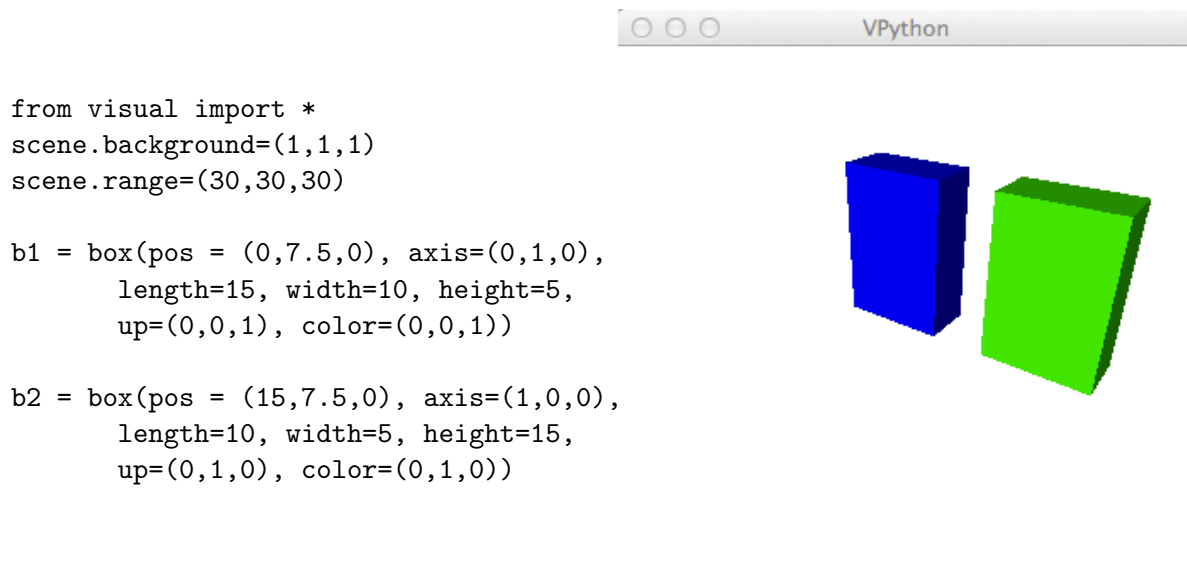 VPython
from visual import *
scene.background=(1,1,1)
scene.range=(30,30,30)
b1 = box(pos = (0,7.5,0), axis=(0,1,0),
length=15, width=10, height=5,
up=(0,0,1), color=(0,0,1))
b2 = box(pos = (15,7.5,0), axis=(1,0,0),
length=10, width=5, height=15,
up=(0,1,0), color=(0,1,0))